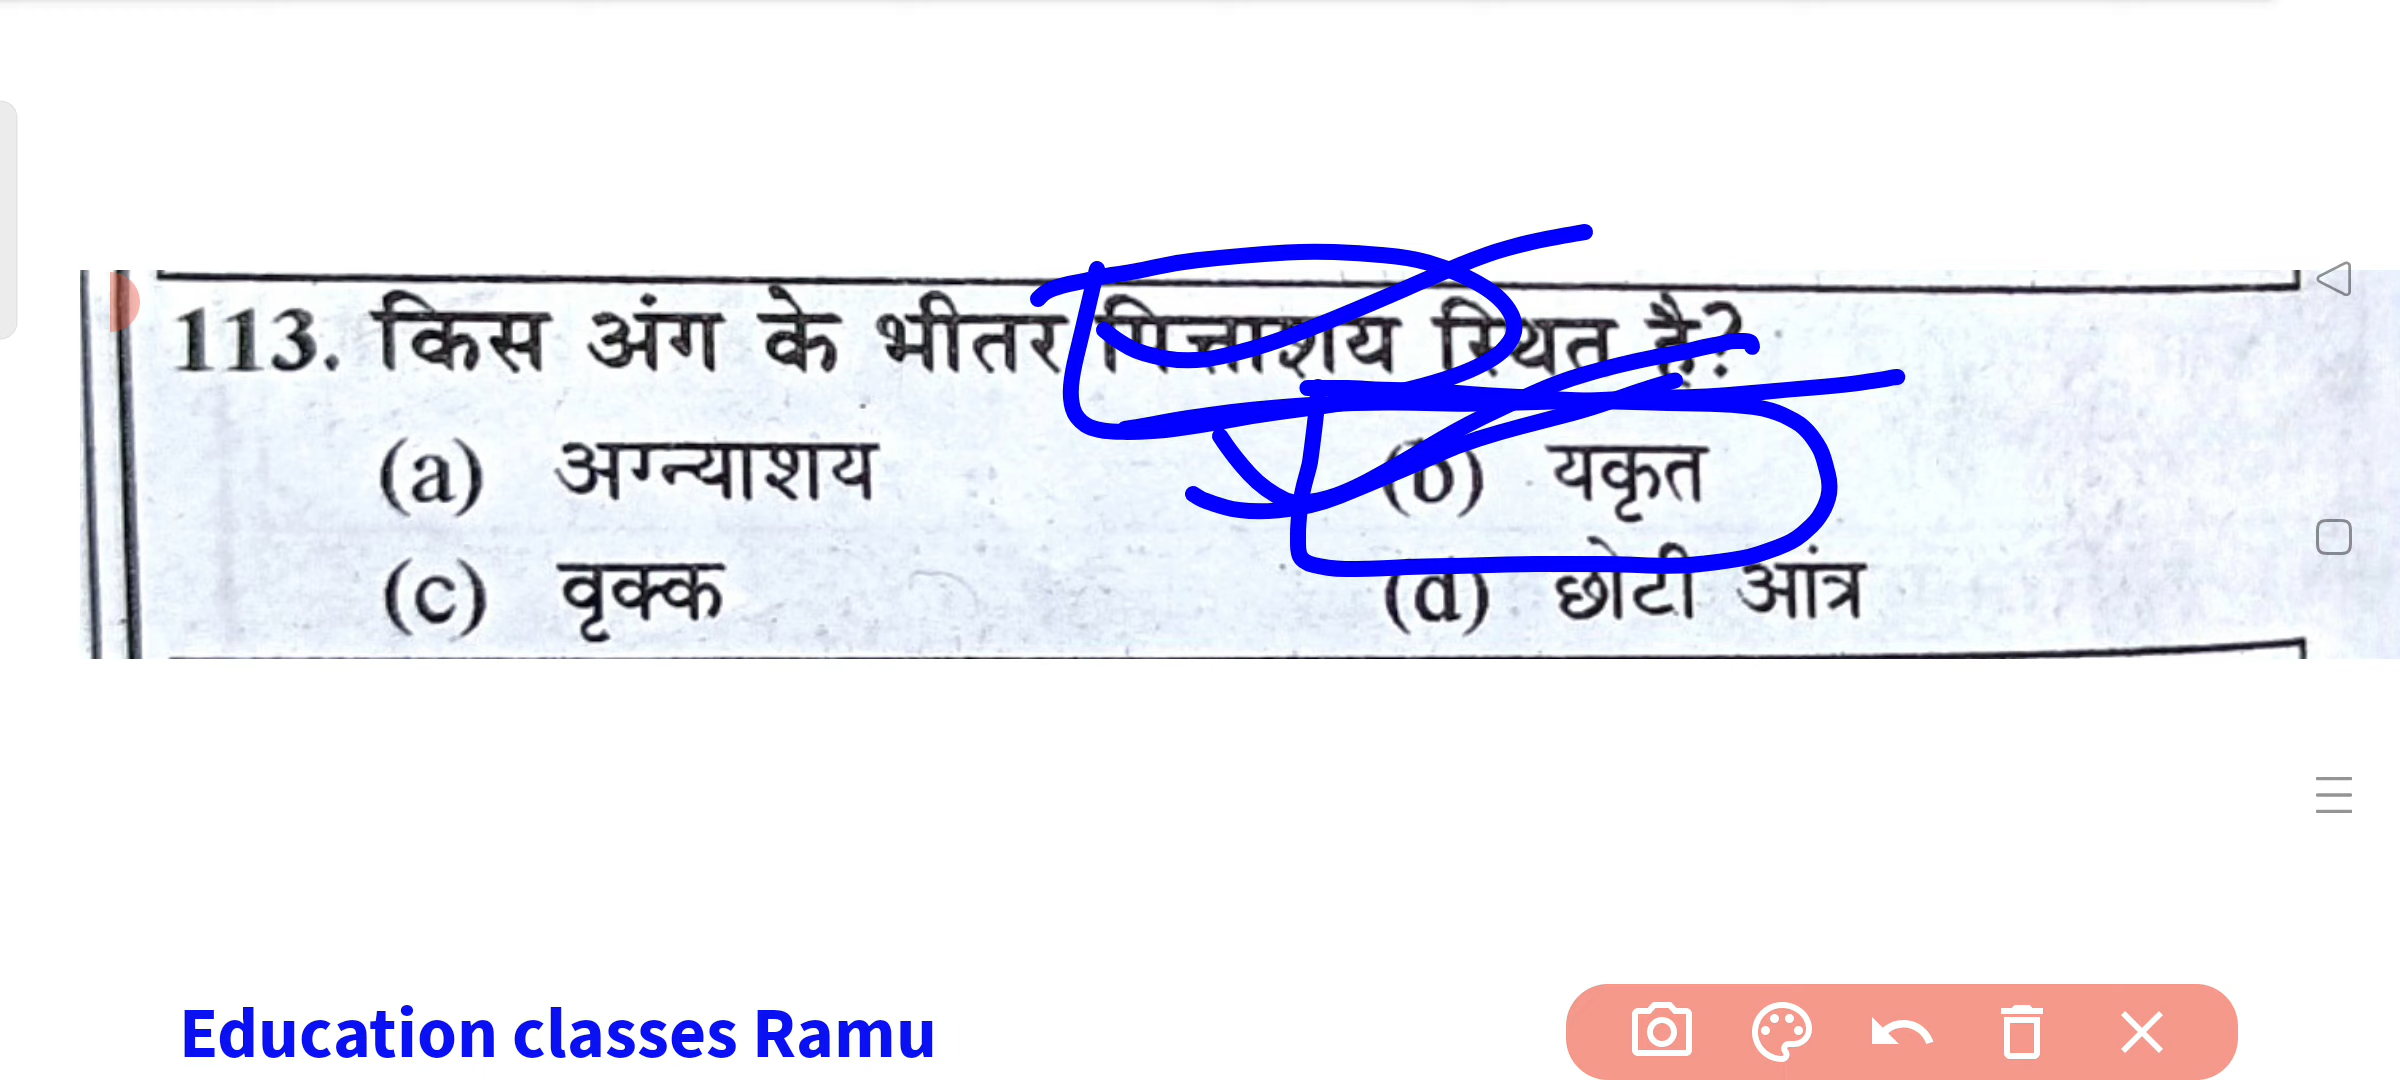 113. किस अंग के भीतर पित्ताशय स्थित है?
(a) अग्न्याशय (b) यकृत
(c) वृक्क (d) छोटी आंत्र
Education classes Ramu